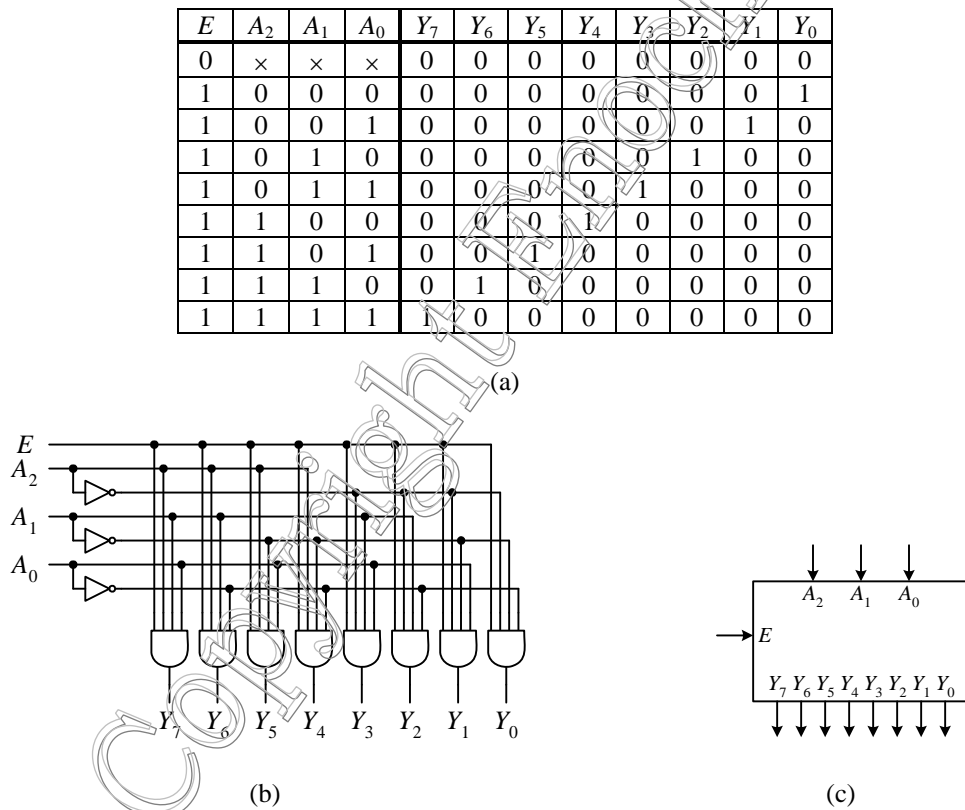 E A₂ A₁ A₀ Y₇ Y₆ Y₅ Y₄ Y₃ Y₂ Y₁ Y₀
0 × × × 0 0 0 0 0 0 0 0
1 0 0 0 0 0 0 0 0 0 0 1
1 0 0 1 0 0 0 0 0 0 1 0
1 0 1 0 0 0 0 0 0 1 0 0
1 0 1 1 0 0 0 0 1 0 0 0
1 1 0 0 0 0 0 1 0 0 0 0
1 1 0 1 0 0 1 0 0 0 0 0
1 1 1 0 0 1 0 0 0 0 0 0
1 1 1 1 1 0 0 0 0 0 0 0
(a)
E
A₂
A₁
A₀
Y₇ Y₆ Y₅ Y₄ Y₃ Y₂ Y₁ Y₀
(b)
A₂ A₁ A₀
E
Y₇ Y₆ Y₅ Y₄ Y₃ Y₂ Y₁ Y₀
(c)
Copyright